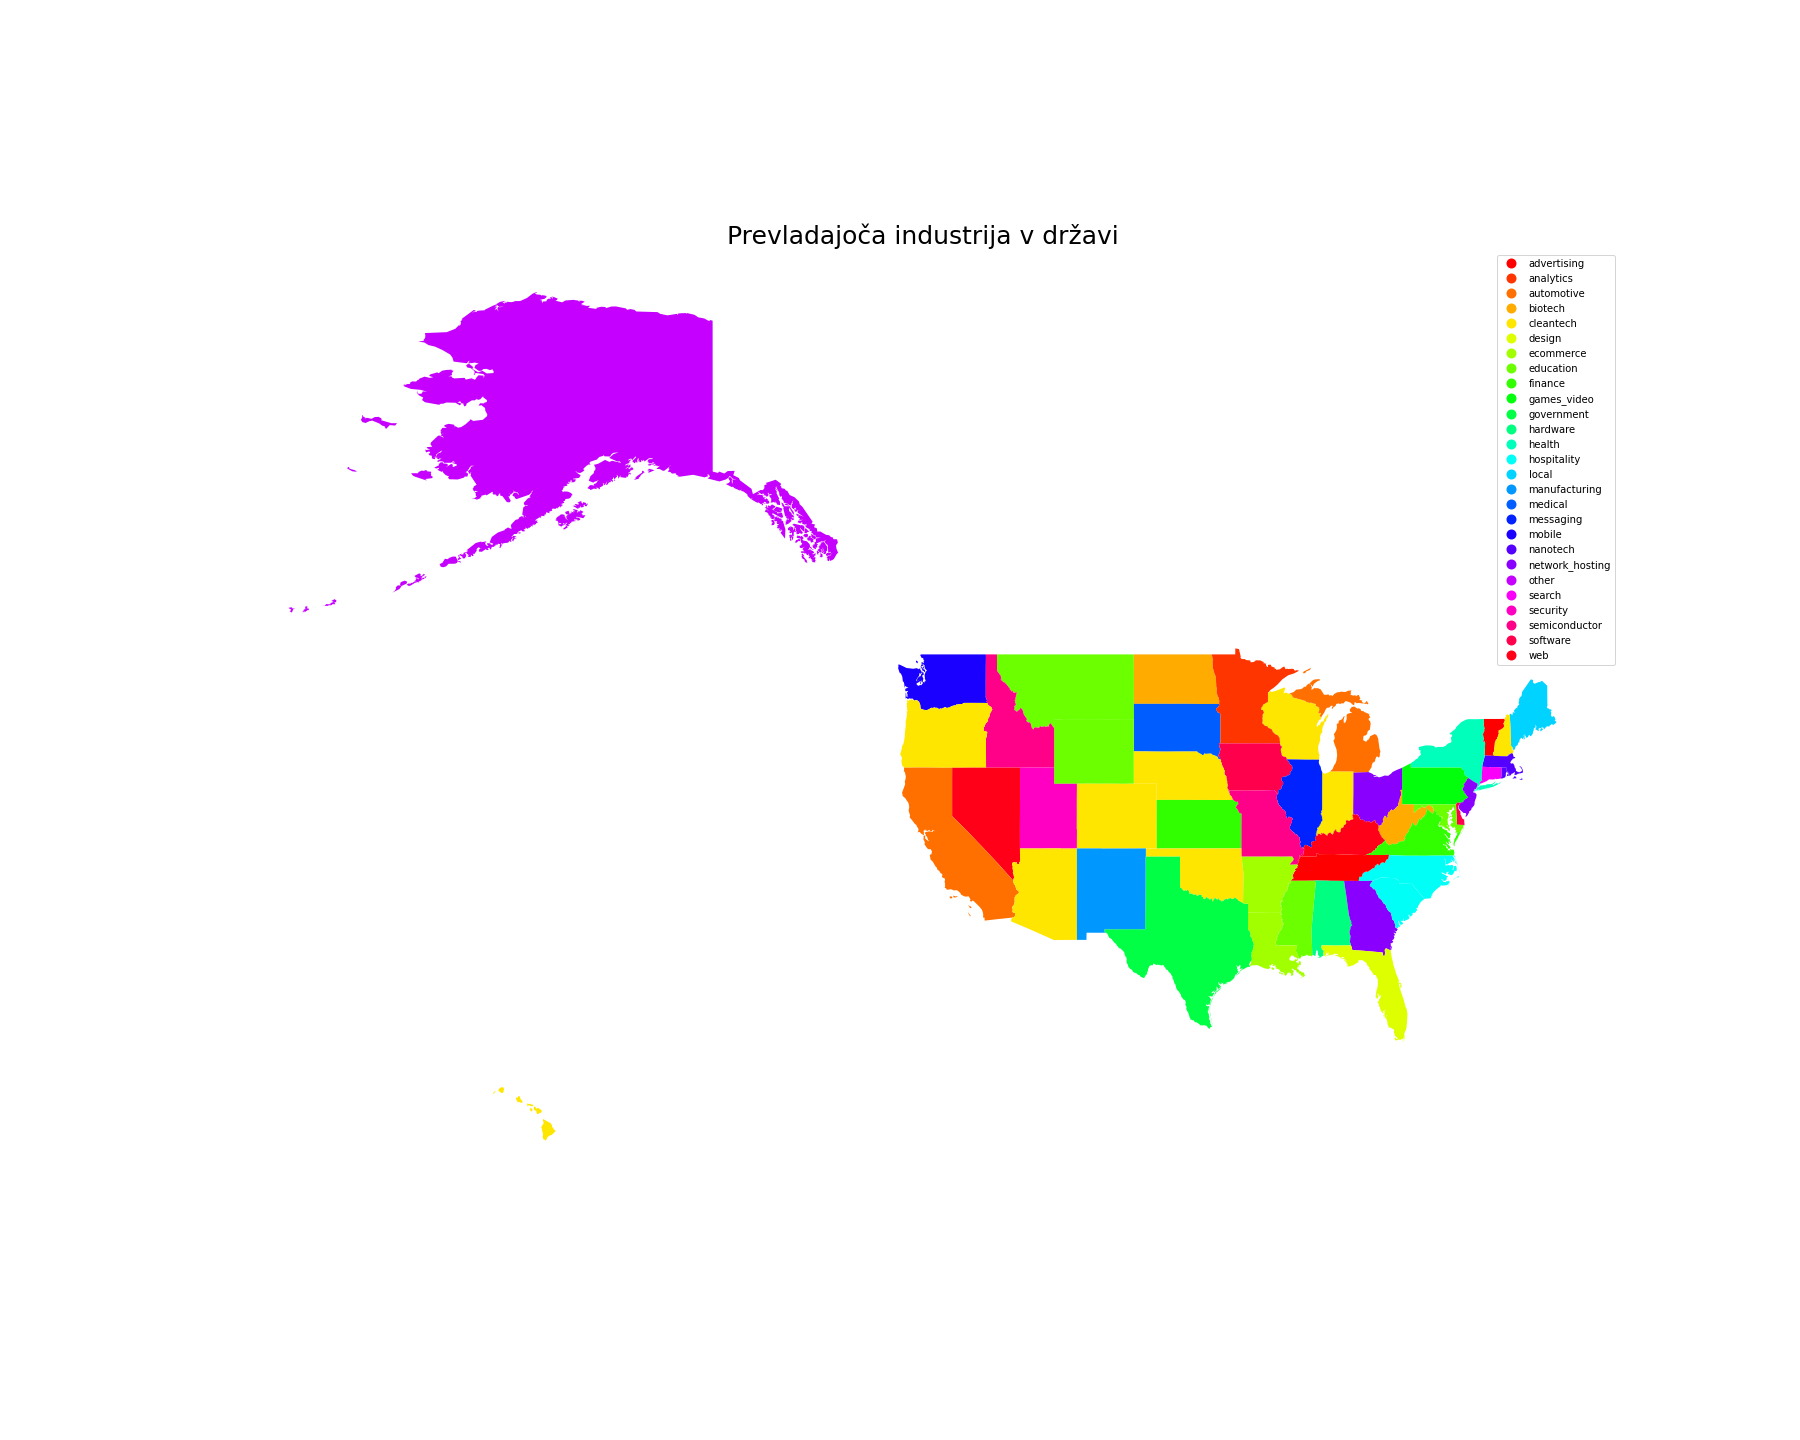 Prevladajoča industrija v državi
advertising
analytics
automotive
biotech
cleantech
design
ecommerce
education
finance
games_video
government
hardware
health
hospitality
local
manufacturing
medical
messaging
mobile
nanotech
network_hosting
other
search
security
semiconductor
software
web